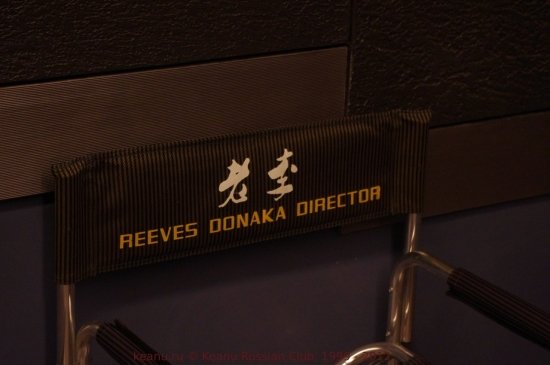 老李
REEVES DONAKA DIRECTOR
keanu.ru © Keanu Russian Club